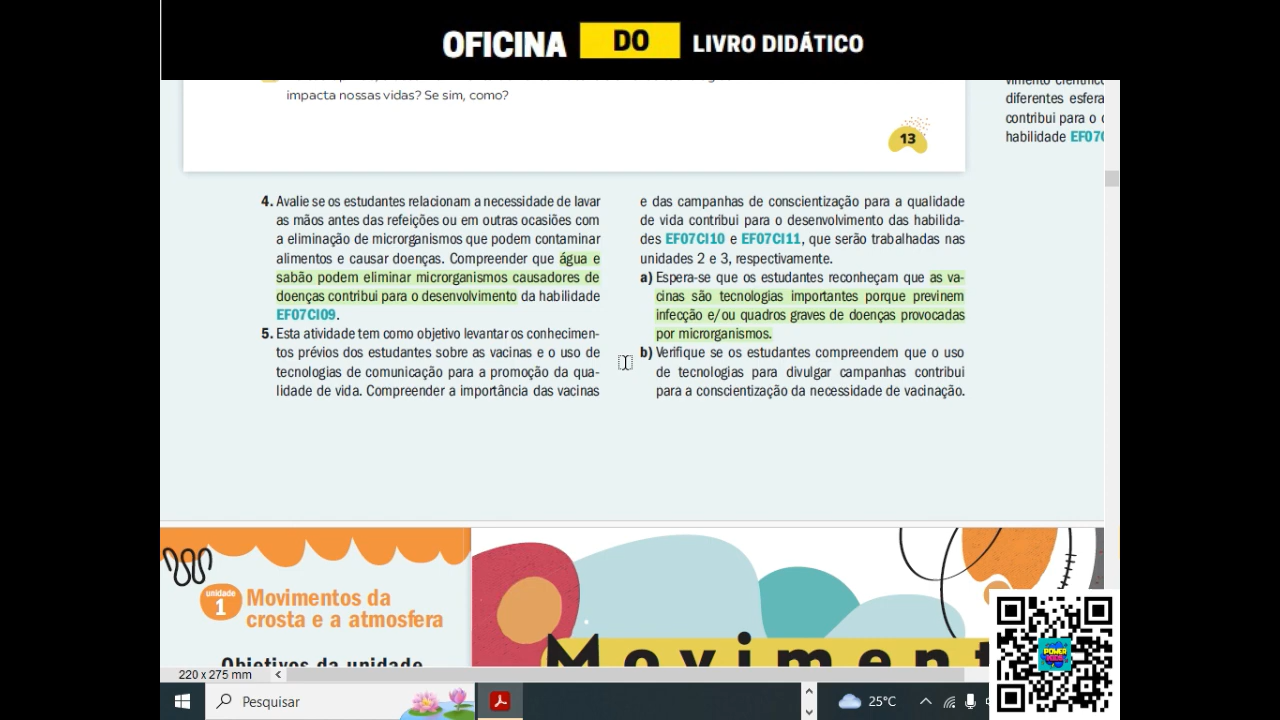 OFICINA DO LIVRO DIDÁTICO
impacta nossas vidas? Se sim, como?
13
diferentes esfera
contribui para o
habilidade EF07
4. Avalie se os estudantes relacionam a necessidade de lavar
as mãos antes das refeições ou em outras ocasiões com
a eliminação de microrganismos que podem contaminar
alimentos e causar doenças. Compreender que água e
sabão podem eliminar microrganismos causadores de
doenças contribui para o desenvolvimento da habilidade
EF07CI09.
5. Esta atividade tem como objetivo levantar os conhecimen-
tos prévios dos estudantes sobre as vacinas e o uso de
tecnologias de comunicação para a promoção da qua-
lidade de vida. Compreender a importância das vacinas
e das campanhas de conscientização para a qualidade
de vida contribui para o desenvolvimento das habilida-
des EF07CI10 e EF07CI11, que serão trabalhadas nas
unidades 2 e 3, respectivamente.
a) Espera-se que os estudantes reconheçam que as va-
cinas são tecnologias importantes porque previnem
infecção e/ou quadros graves de doenças provocadas
por microrganismos.
b) Verifique se os estudantes compreendem que o uso
de tecnologias para divulgar campanhas contribui
para a conscientização da necessidade de vacinação.
unidade
1
Movimentos da
crosta e a atmosfera
Objetivos da unidade
Moviment
220 x 275 mm
Pesquisar
25°C
POWER
KIDS